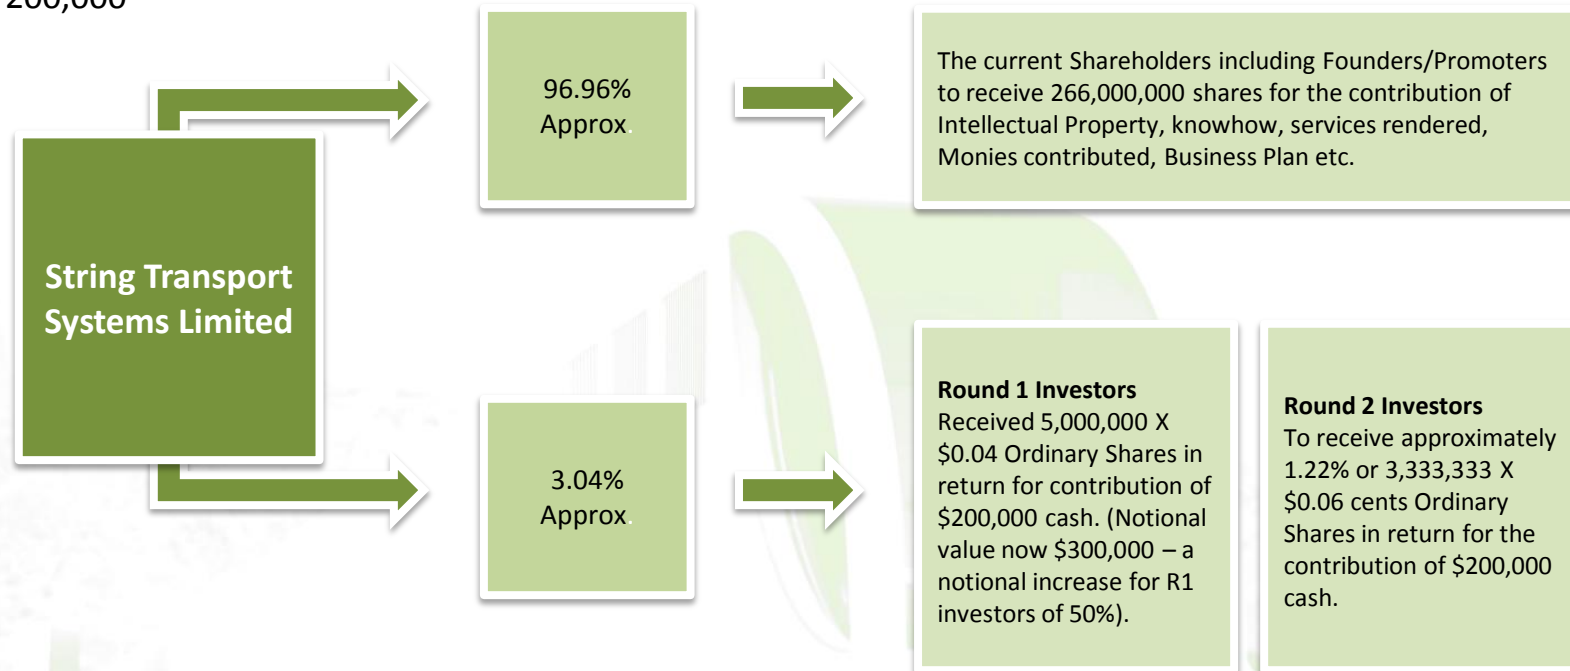 200,000
96.96%
Approx.
The current Shareholders including Founders/Promoters
to receive 266,000,000 shares for the contribution of
Intellectual Property, knowhow, services rendered,
Monies contributed, Business Plan etc.
String Transport
Systems Limited
3.04%
Approx.
Round 1 Investors
Received 5,000,000 X
$0.04 Ordinary Shares in
return for contribution of
$200,000 cash. (Notional
value now $300,000 – a
notional increase for R1
investors of 50%).
Round 2 Investors
To receive approximately
1.22% or 3,333,333 X
$0.06 cents Ordinary
Shares in return for the
contribution of $200,000
cash.